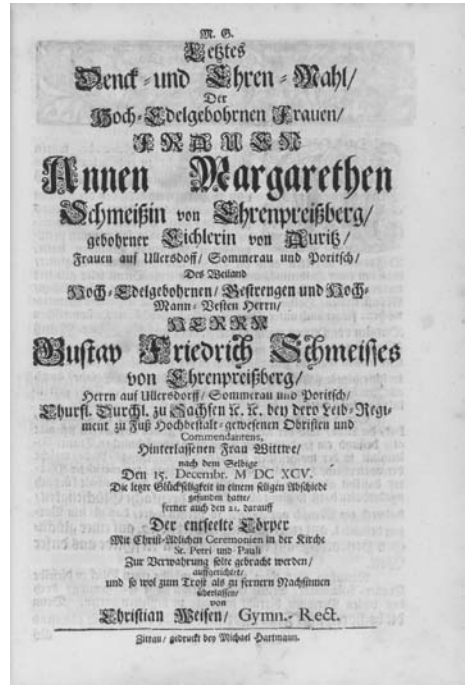 M. G.
Letztes
Denck-und Ehren-Mahl/
Der
Hoch-Edelgebohrnen Frauen/
FRAUEN
Annen Margarethen
Schmeißin von Ehrenpreißberg/
gebohrner Eichlerin von Auritz/
Frauen auf Ullersdoff/ Sommerau und Poritsch/
Des Weiland
Hoch-Edelgebohrnen/ Gestrengen und Hoch-
Mann-Vesten Herrn/
HERRN
Gustav Friedrich Schmeisses
von Ehrenpreißberg/
Herrn auf Ullersdorff/ Sommerau und Poritsch/
Churfl. Durchl. zu Sachsen ꝛc. ꝛc. bey dero Leib-Regi-
ment zu Fuß Hochbestalt-gewesenen Obristen und
Commendantens,
Hinterlassenen Frau Wittwe/
nach dem Selbige
Den 15. Decembr. M DC XCV.
Die letzte Glückseligkeit in einem seligen Abschiede
gefunden hatte/
ferner auch den 21. darauff
Der entseelte Cörper
Mit Christ-Adlichen Ceremonien in der Kirche
St. Petri und Pauli
Zur Verwahrung solte gebracht werden/
auffgerichtet/
und so wol zum Trost als zu fernern Nachsinnen
überlassen/
von
Christian Weisen/ Gymn.-Rect.
Zittau/ gedruckt bey Michael Hartmann.